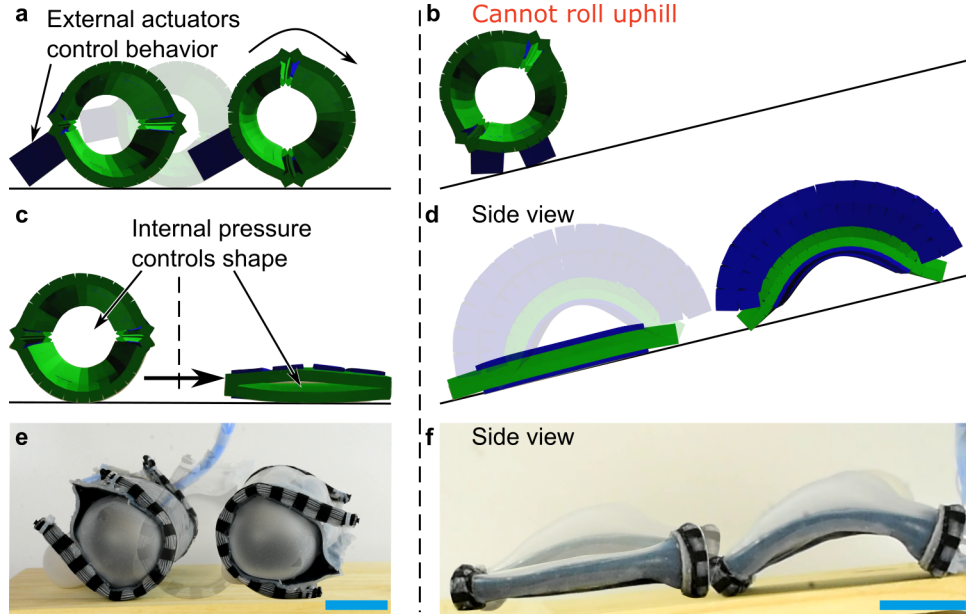 a
External actuators
control behavior
b
Cannot roll uphill
c
Internal pressure
controls shape
d
Side view
e
f
Side view